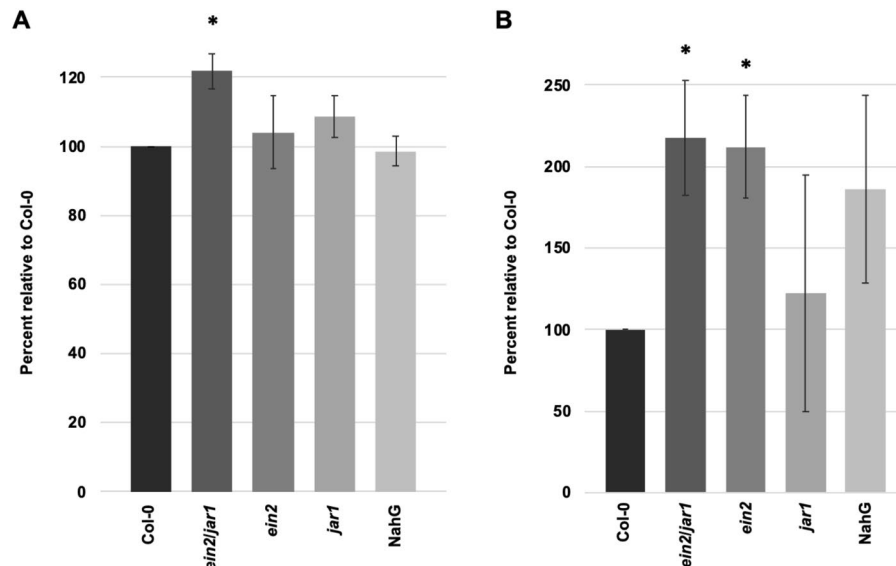 A
Percent relative to Col-0
*
120
100
80
60
40
20
0
Col-0
ein2/jar1
ein2
jar1
NahG
B
Percent relative to Col-0
*
*
250
200
150
100
50
0
Col-0
ein2/jar1
ein2
jar1
NahG